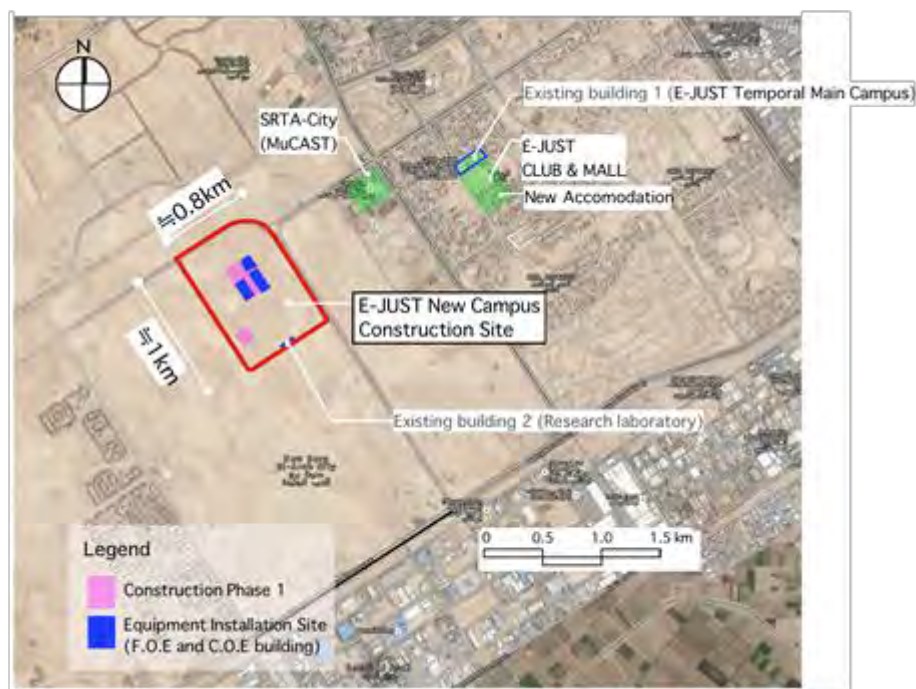 N
Existing building 1 (E-JUST Temporal Main Campus)
SRTA-City
(MuCAST)
E-JUST
CLUB & MALL
New Accomodation
≒0.8km
E-JUST New Campus
Construction Site
≒1km
Existing building 2 (Research laboratory)
Legend
Construction Phase 1
Equipment Installation Site
(F.O.E and C.O.E building)
0 0.5 1.0 1.5 km